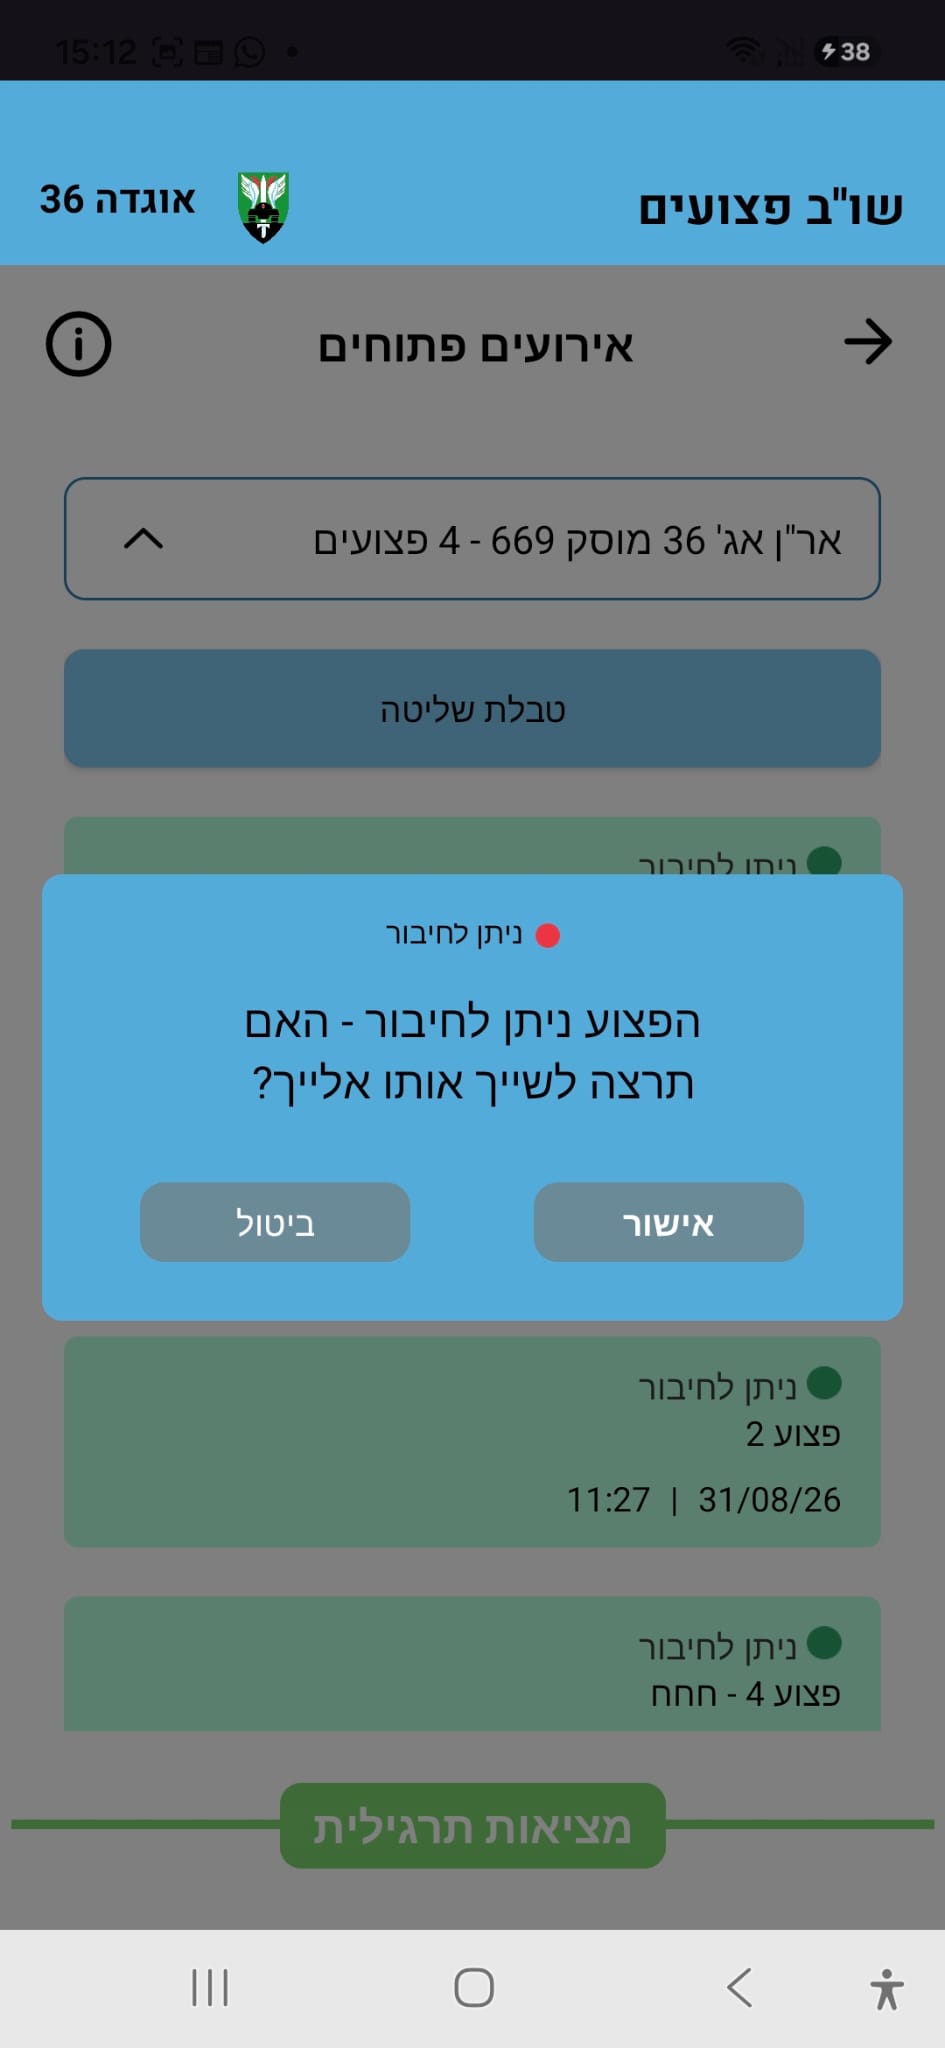 15:12
38
שו"ב פצועים
אוגדה 36
אירועים פתוחים
אר"ן אג' 36 מוסק 669 - 4 פצועים
טבלת שליטה
ניתן לחיבור
ניתן לחיבור
הפצוע ניתן לחיבור - האם
תרצה לשייך אותו אלייך?
אישור
ביטול
ניתן לחיבור
פצוע 2
31/08/26 | 11:27
ניתן לחיבור
פצוע 4 - חחח
מציאות תרגילית